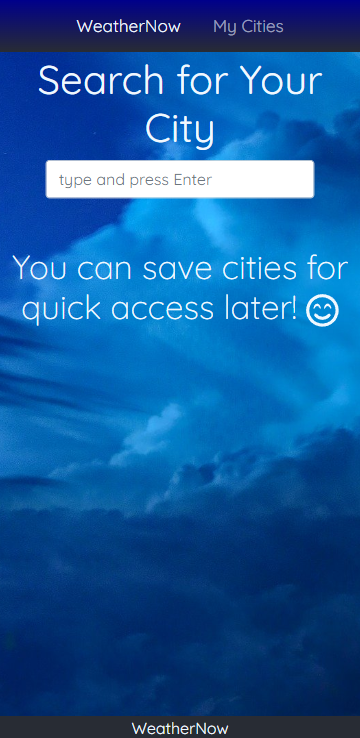 WeatherNow My Cities
Search for Your
City
type and press Enter
You can save cities for
quick access later!
WeatherNow